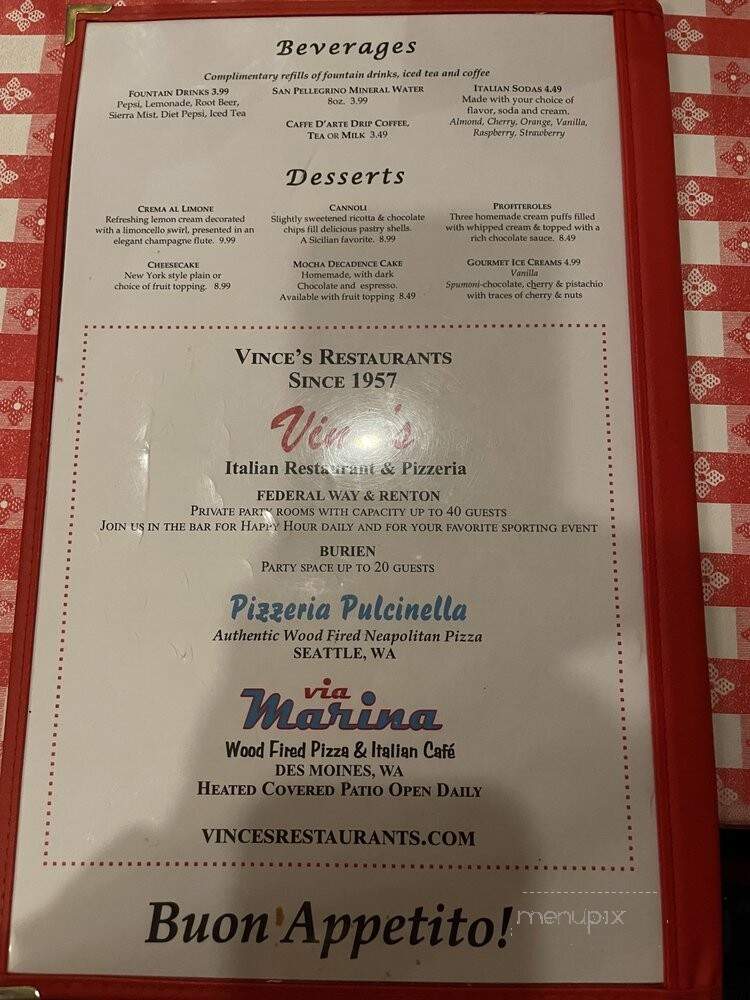 Beverages
Complimentary refills of fountain drinks, iced tea and coffee
FOUNTAIN DRINKS 3.99
Pepsi, Lemonade, Root Beer,
Sierra Mist, Diet Pepsi, Iced Tea
SAN PELLEGRINO MINERAL WATER
8oz. 3.99
CAFFE D'ARTE DRIP COFFEE,
TEA OR MILK 3.49
ITALIAN SODAS 4.49
Made with your choice of
flavor, soda and cream.
Almond, Cherry, Orange, Vanilla,
Raspberry, Strawberry
Desserts
CREMA AL LIMONE
Refreshing lemon cream decorated
with a limoncello swirl, presented in an
elegant champagne flute. 9.99
CANNOLI
Slightly sweetened ricotta & chocolate
chips fill delicious pastry shells.
A Sicilian favorite. 8.99
PROFITEROLES
Three homemade cream puffs filled
with whipped cream & topped with a
rich chocolate sauce. 8.49
CHEESECAKE
New York style plain or
choice of fruit topping. 8.99
MOCHA DECADENCE CAKE
Homemade, with dark
Chocolate and espresso.
Available with fruit topping 8.49
GOURMET ICE CREAMS 4.99
Vanilla
Spumoni-chocolate, cherry & pistachio
with traces of cherry & nuts
VINCE'S RESTAURANTS
SINCE 1957
Vince's
Italian Restaurant & Pizzeria
FEDERAL WAY & RENTON
PRIVATE PARTY ROOMS WITH CAPACITY UP TO 40 GUESTS
JOIN US IN THE BAR FOR HAPPY HOUR DAILY AND FOR YOUR FAVORITE SPORTING EVENT
BURIEN
PARTY SPACE UP TO 20 GUESTS
Pizzeria Pulcinella
Authentic Wood Fired Neapolitan Pizza
SEATTLE, WA
via
Marina
Wood Fired Pizza & Italian Café
DES MOINES, WA
HEATED COVERED PATIO OPEN DAILY
VINCESRESTAURANTS.COM
Buon Appetito!
menupix